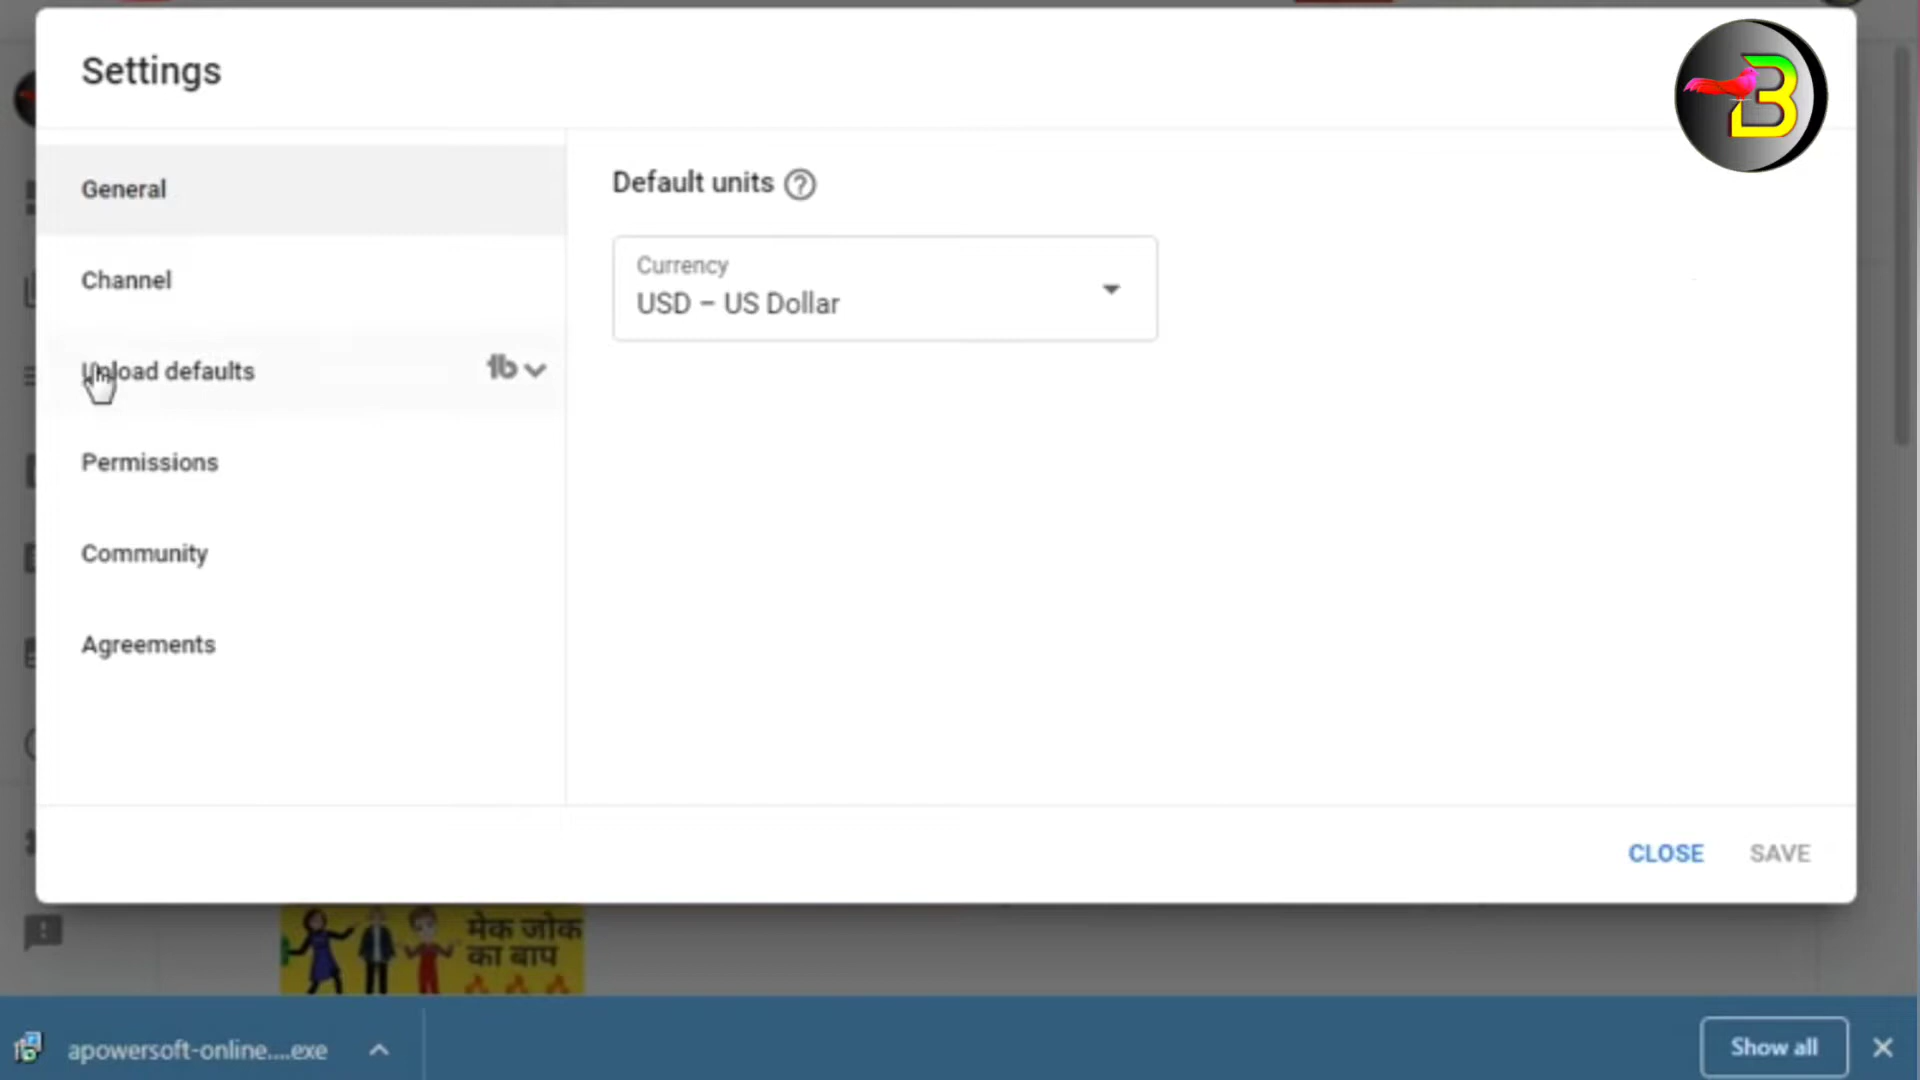 Settings
B
General
Channel
Upload defaults
tb
Permissions
Community
Agreements
Default units ?
Currency
USD – US Dollar
CLOSE
SAVE
मेक जोक
का बाप
apowersoft-online....exe
Show all